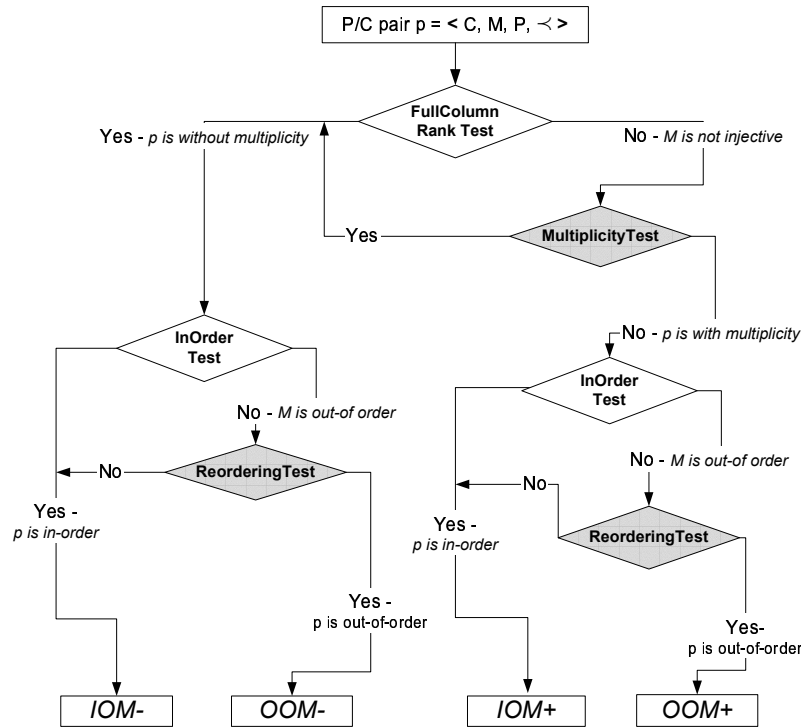 P/C pair p = < C, M, P, ≺ >
FullColumn
Rank Test
Yes - p is without multiplicity
No - M is not injective
MultiplicityTest
Yes
No - p is with multiplicity
InOrder
Test
InOrder
Test
No - M is out-of order
No - M is out-of order
ReorderingTest
No
No
ReorderingTest
Yes -
p is in-order
Yes -
p is in-order
Yes -
p is out-of-order
Yes-
p is out-of-order
IOM-
OOM-
IOM+
OOM+